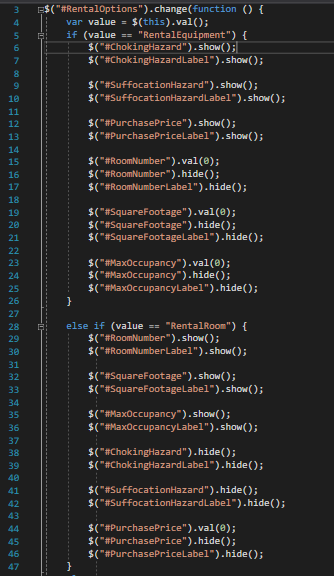 3 $("#RentalOptions").change(function () {
4 var value = $(this).val();
5 if (value == "RentalEquipment") {
6 $("#ChokingHazard").show();
7 $("#ChokingHazardLabel").show();
8
9 $("#SuffocationHazard").show();
10 $("#SuffocationHazardLabel").show();
11
12 $("#PurchasePrice").show();
13 $("#PurchasePriceLabel").show();
14
15 $("#RoomNumber").val(0);
16 $("#RoomNumber").hide();
17 $("#RoomNumberLabel").hide();
18
19 $("#SquareFootage").val(0);
20 $("#SquareFootage").hide();
21 $("#SquareFootageLabel").hide();
22
23 $("#MaxOccupancy").val(0);
24 $("#MaxOccupancy").hide();
25 $("#MaxOccupancyLabel").hide();
26 }
27
28 else if (value == "RentalRoom") {
29 $("#RoomNumber").show();
30 $("#RoomNumberLabel").show();
31
32 $("#SquareFootage").show();
33 $("#SquareFootageLabel").show();
34
35 $("#MaxOccupancy").show();
36 $("#MaxOccupancyLabel").show();
37
38 $("#ChokingHazard").hide();
39 $("#ChokingHazardLabel").hide();
40
41 $("#SuffocationHazard").hide();
42 $("#SuffocationHazardLabel").hide();
43
44 $("#PurchasePrice").val(0);
45 $("#PurchasePrice").hide();
46 $("#PurchasePriceLabel").hide();
47 }